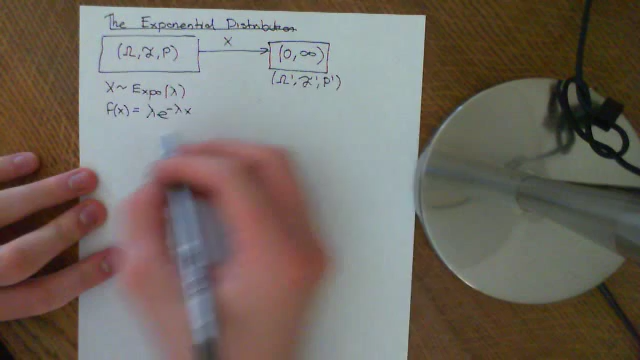 The Exponential Distribution
(Ω, ℱ, P) X (0, ∞)
(Ω', ℱ', P')
X ~ Expo(λ)
f(x) = λe^-λx